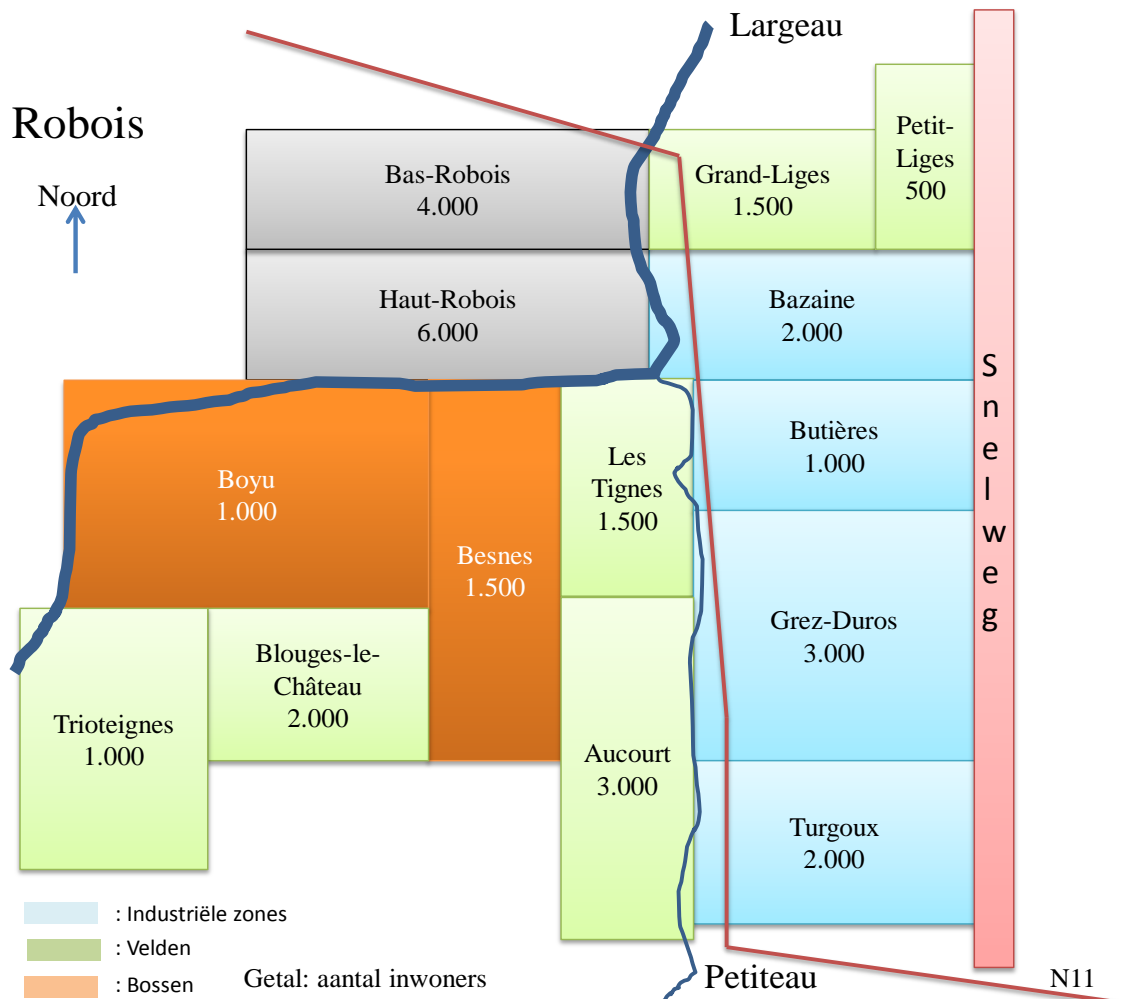 Largeau
Robois
Noord
Bas-Robois
4.000
Grand-Liges
1.500
Petit-
Liges
500
Haut-Robois
6.000
Bazaine
2.000
Snelweg
Boyu
1.000
Besnes
1.500
Les
Tignes
1.500
Butières
1.000
Grez-Duros
3.000
Trioteignes
1.000
Blouges-le-
Château
2.000
Aucourt
3.000
Turgoux
2.000
: Industriële zones
: Velden
: Bossen
Getal: aantal inwoners
Petiteau
N11